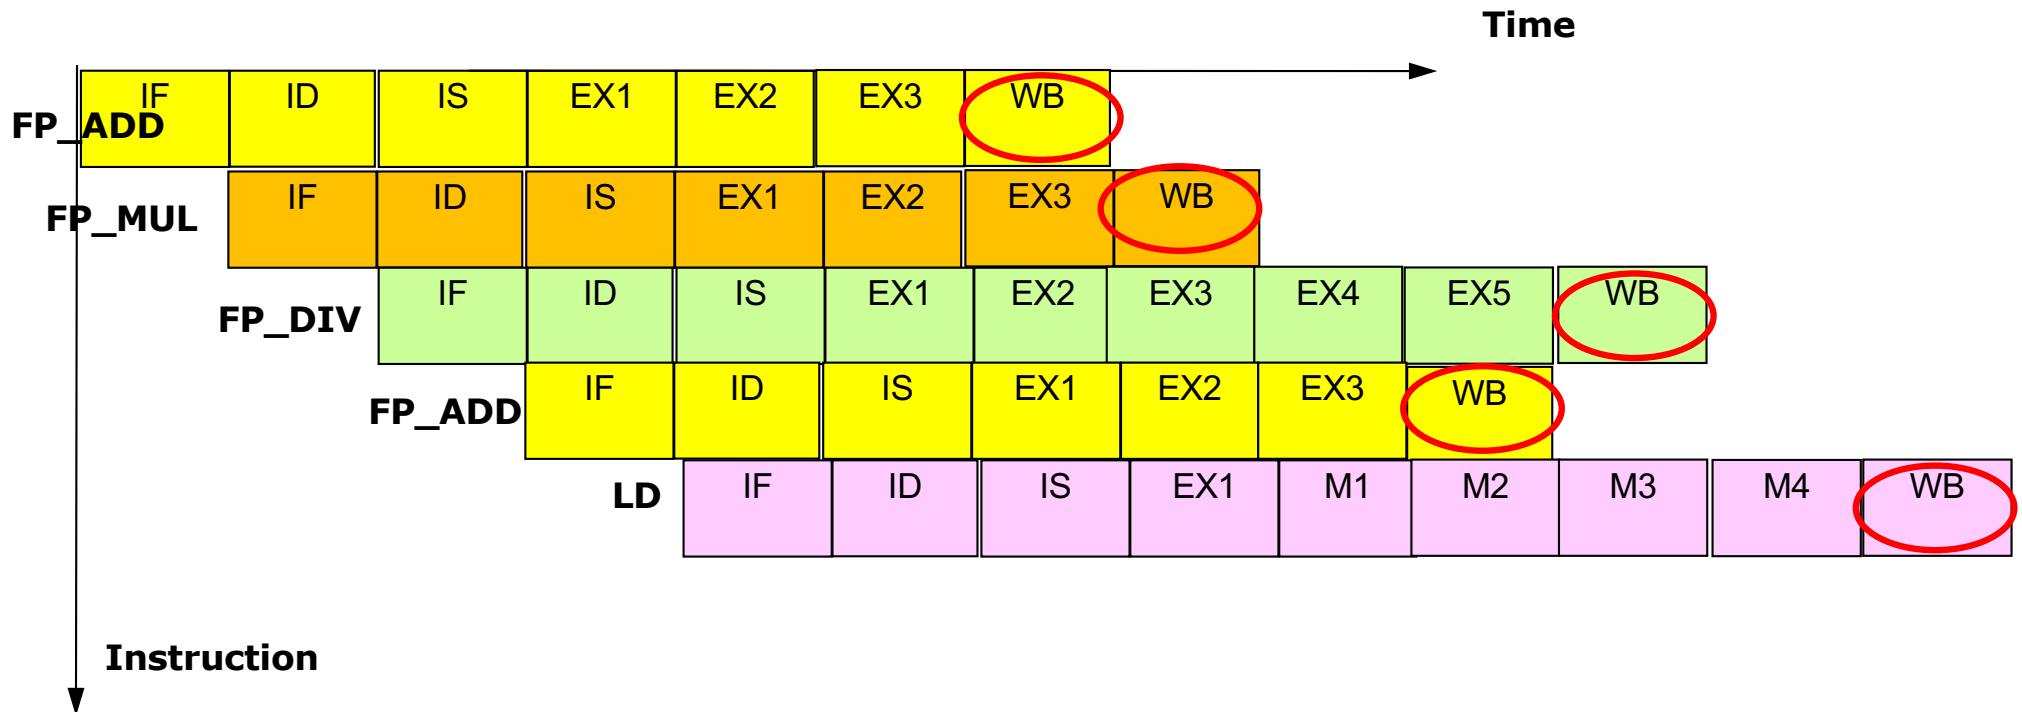 Time
FP_ADD IF ID IS EX1 EX2 EX3 WB
FP_MUL IF ID IS EX1 EX2 EX3 WB
FP_DIV IF ID IS EX1 EX2 EX3 EX4 EX5 WB
FP_ADD IF ID IS EX1 EX2 EX3 WB
LD IF ID IS EX1 M1 M2 M3 M4 WB
Instruction